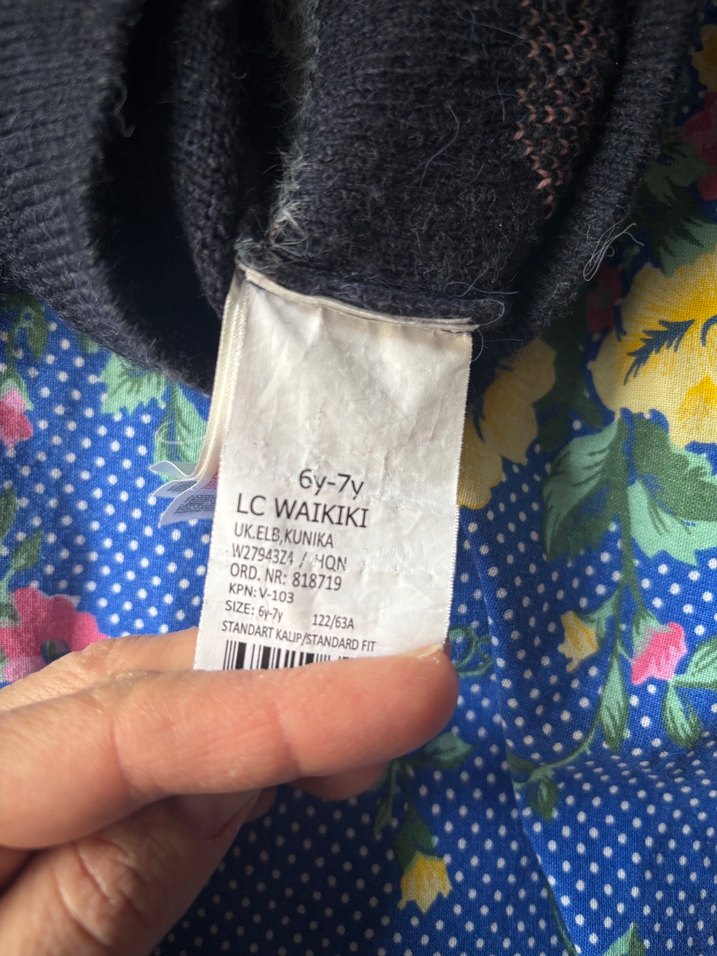 6y-7y
LC WAIKIKI
UK.ELB,KUNIKA
W2794Z4 / HQN
ORD. NR: 818719
KPN: V-103
SIZE: 6y-7y 122/63A
STANDART KALIP/STANDARD FIT